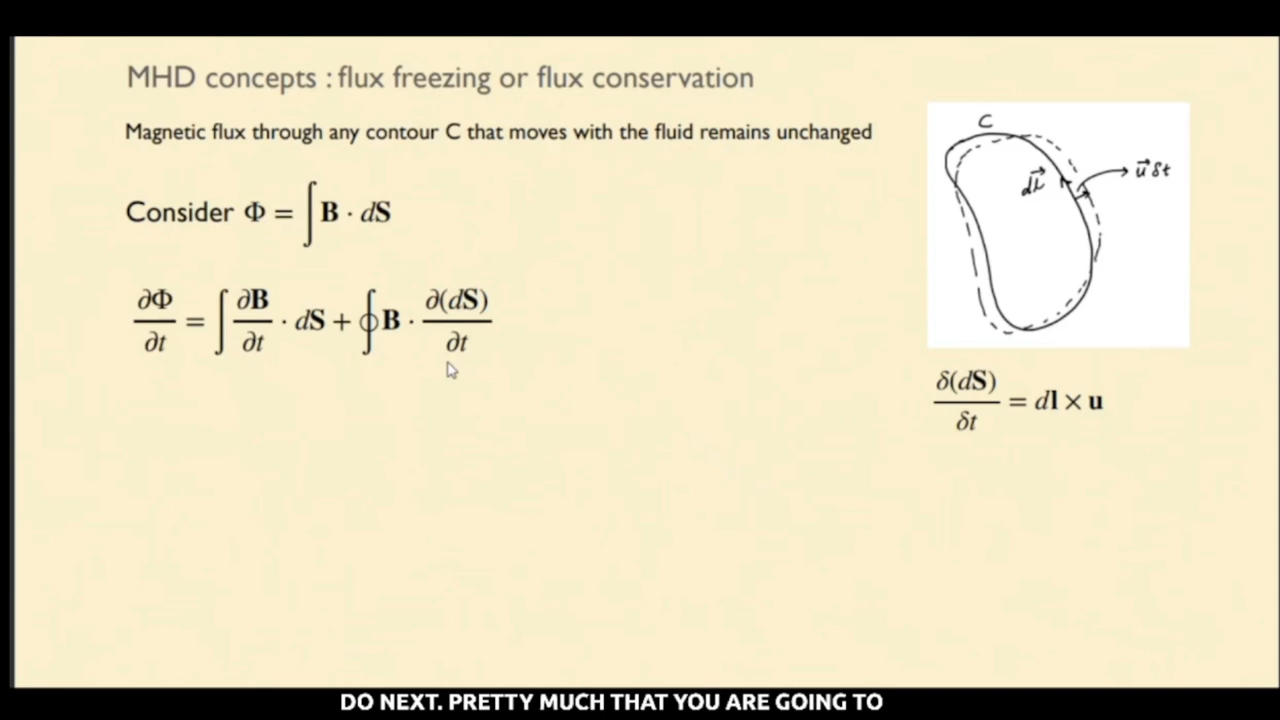 MHD concepts : flux freezing or flux conservation
Magnetic flux through any contour C that moves with the fluid remains unchanged
Consider Φ = ∫ B · dS
∂Φ/∂t = ∫ ∂B/∂t · dS + ∮ B · ∂(dS)/∂t
C
dl⃗
u⃗ δt
δ(dS)/δt = dl × u
DO NEXT. PRETTY MUCH THAT YOU ARE GOING TO